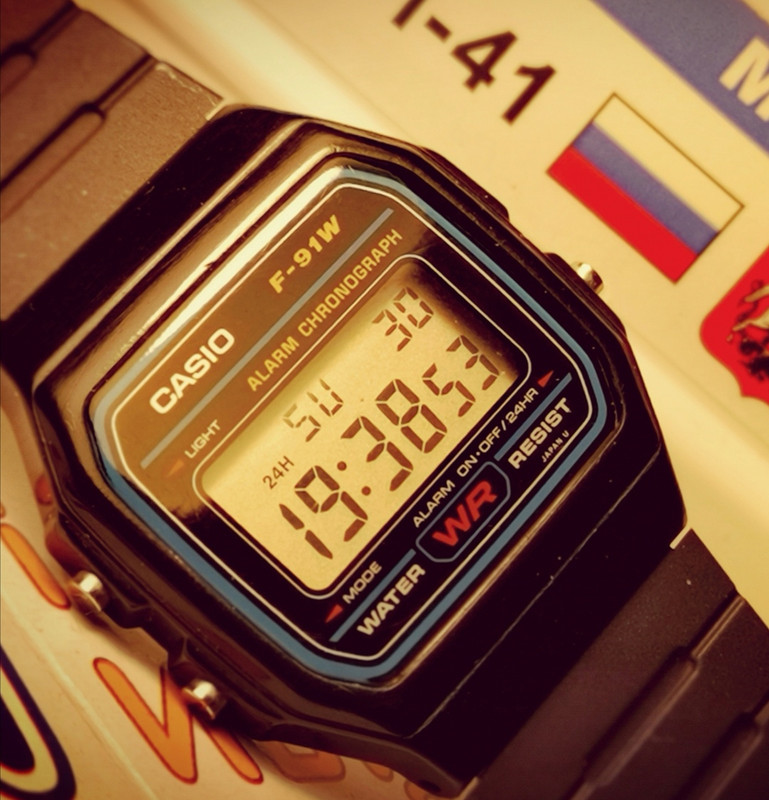 -41
M
CASIO F-91W
ALARM CHRONOGRAPH
LIGHT
SU 30
24H
19:38 53
MODE
ALARM ON•OFF/24HR
WATER WR RESIST
JAPAN U